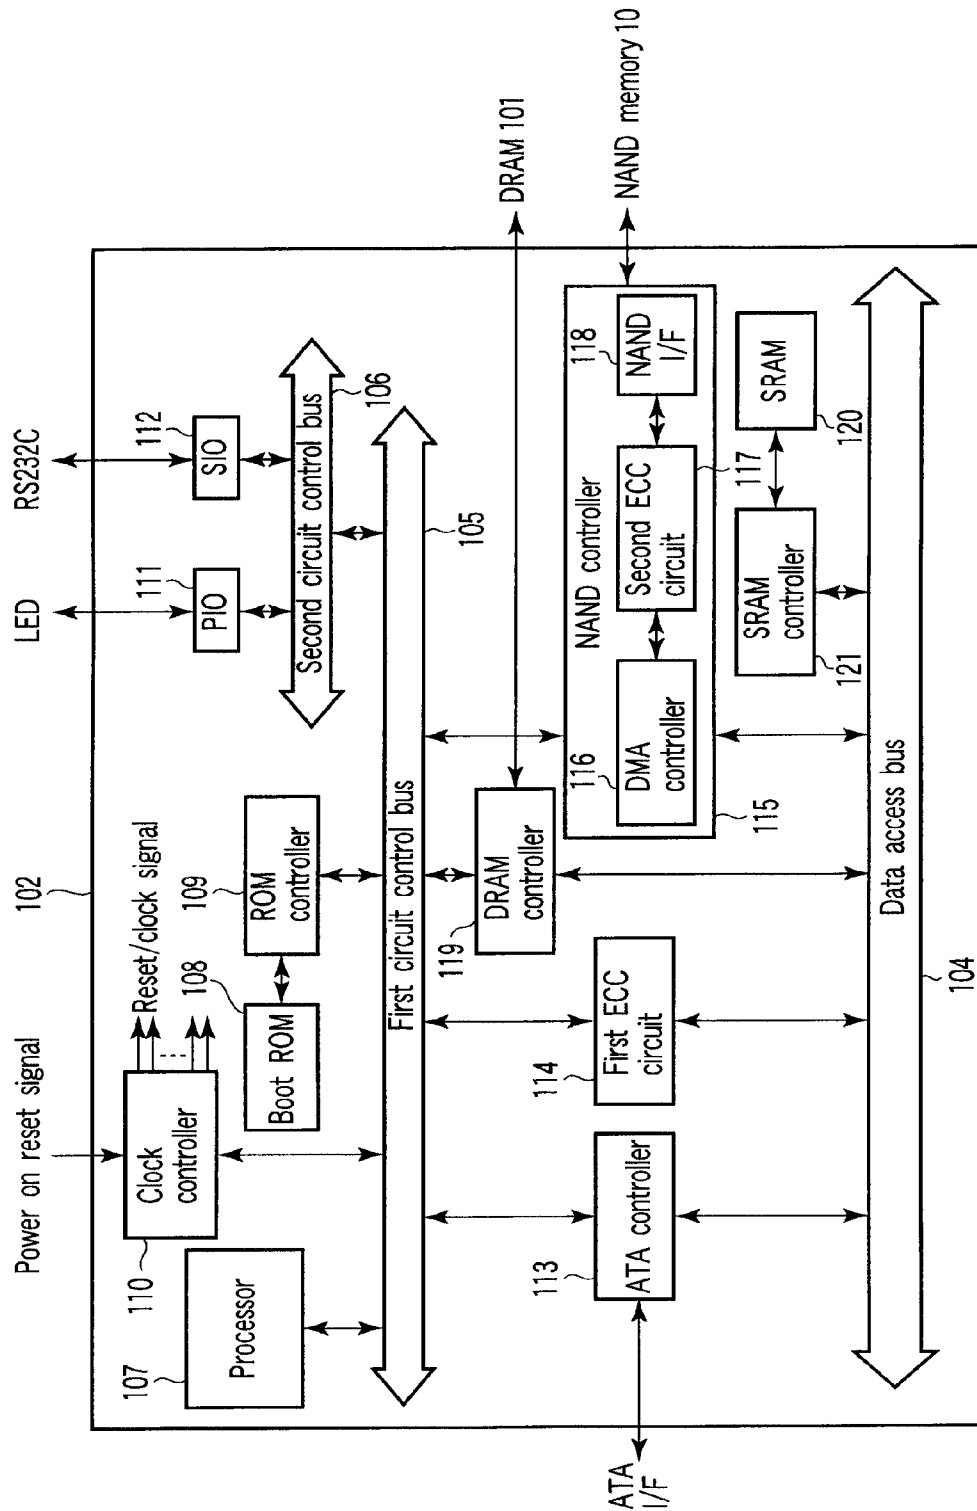 Power on reset signal
102
LED
RS232C
Reset/clock signal
110
Clock
controller
107
Processor
108
Boot ROM
109
ROM
controller
111
PIO
112
SIO
Second circuit control bus
106
First circuit control bus
105
DRAM 101
119
DRAM
controller
NAND controller
115
116
DMA
controller
Second ECC
circuit
117
118
NAND
I/F
NAND memory 10
ATA
I/F
113
ATA controller
114
First ECC
circuit
SRAM
controller
121
SRAM
120
Data access bus
104